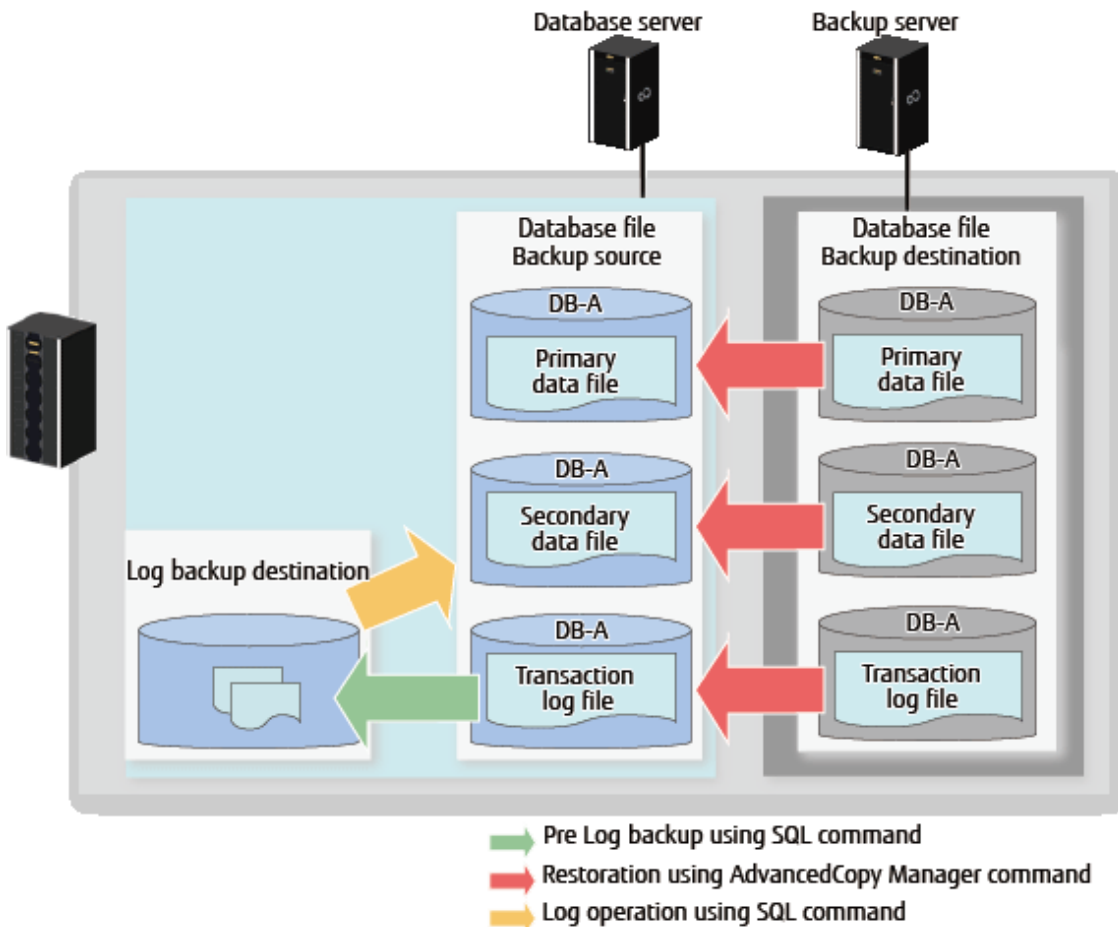 Database server
Backup server
Database file
Backup source
Database file
Backup destination
DB-A
Primary
data file
DB-A
Primary
data file
DB-A
Secondary
data file
DB-A
Secondary
data file
Log backup destination
DB-A
Transaction
log file
DB-A
Transaction
log file
Pre Log backup using SQL command
Restoration using AdvancedCopy Manager command
Log operation using SQL command